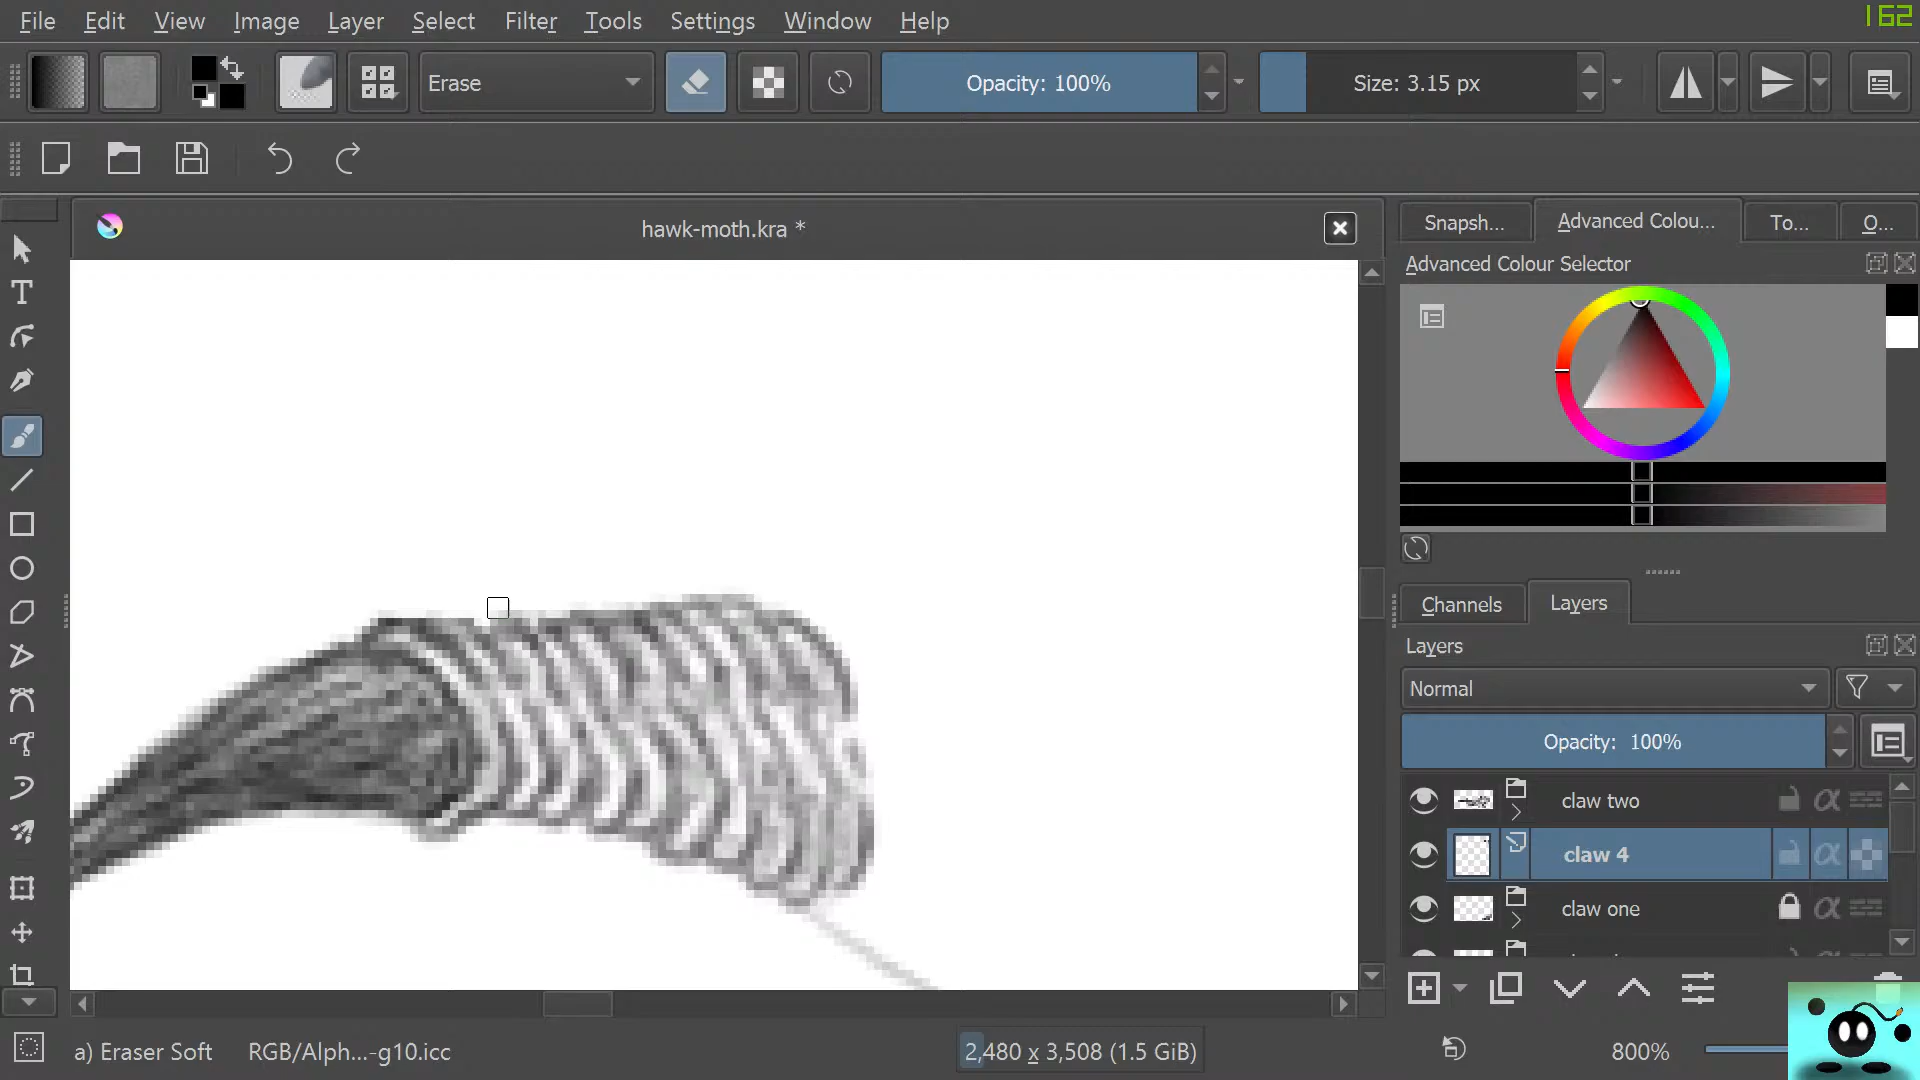 File Edit View Image Layer Select Filter Tools Settings Window Help 162
Erase Opacity: 100% Size: 3.15 px
hawk-moth.kra *
Snapsh... Advanced Colou... To... O...
Advanced Colour Selector
Channels Layers
Layers
Normal
Opacity: 100%
claw two
claw 4
claw one
a) Eraser Soft RGB/Alph...-g10.icc 2,480 x 3,508 (1.5 GiB) 800%